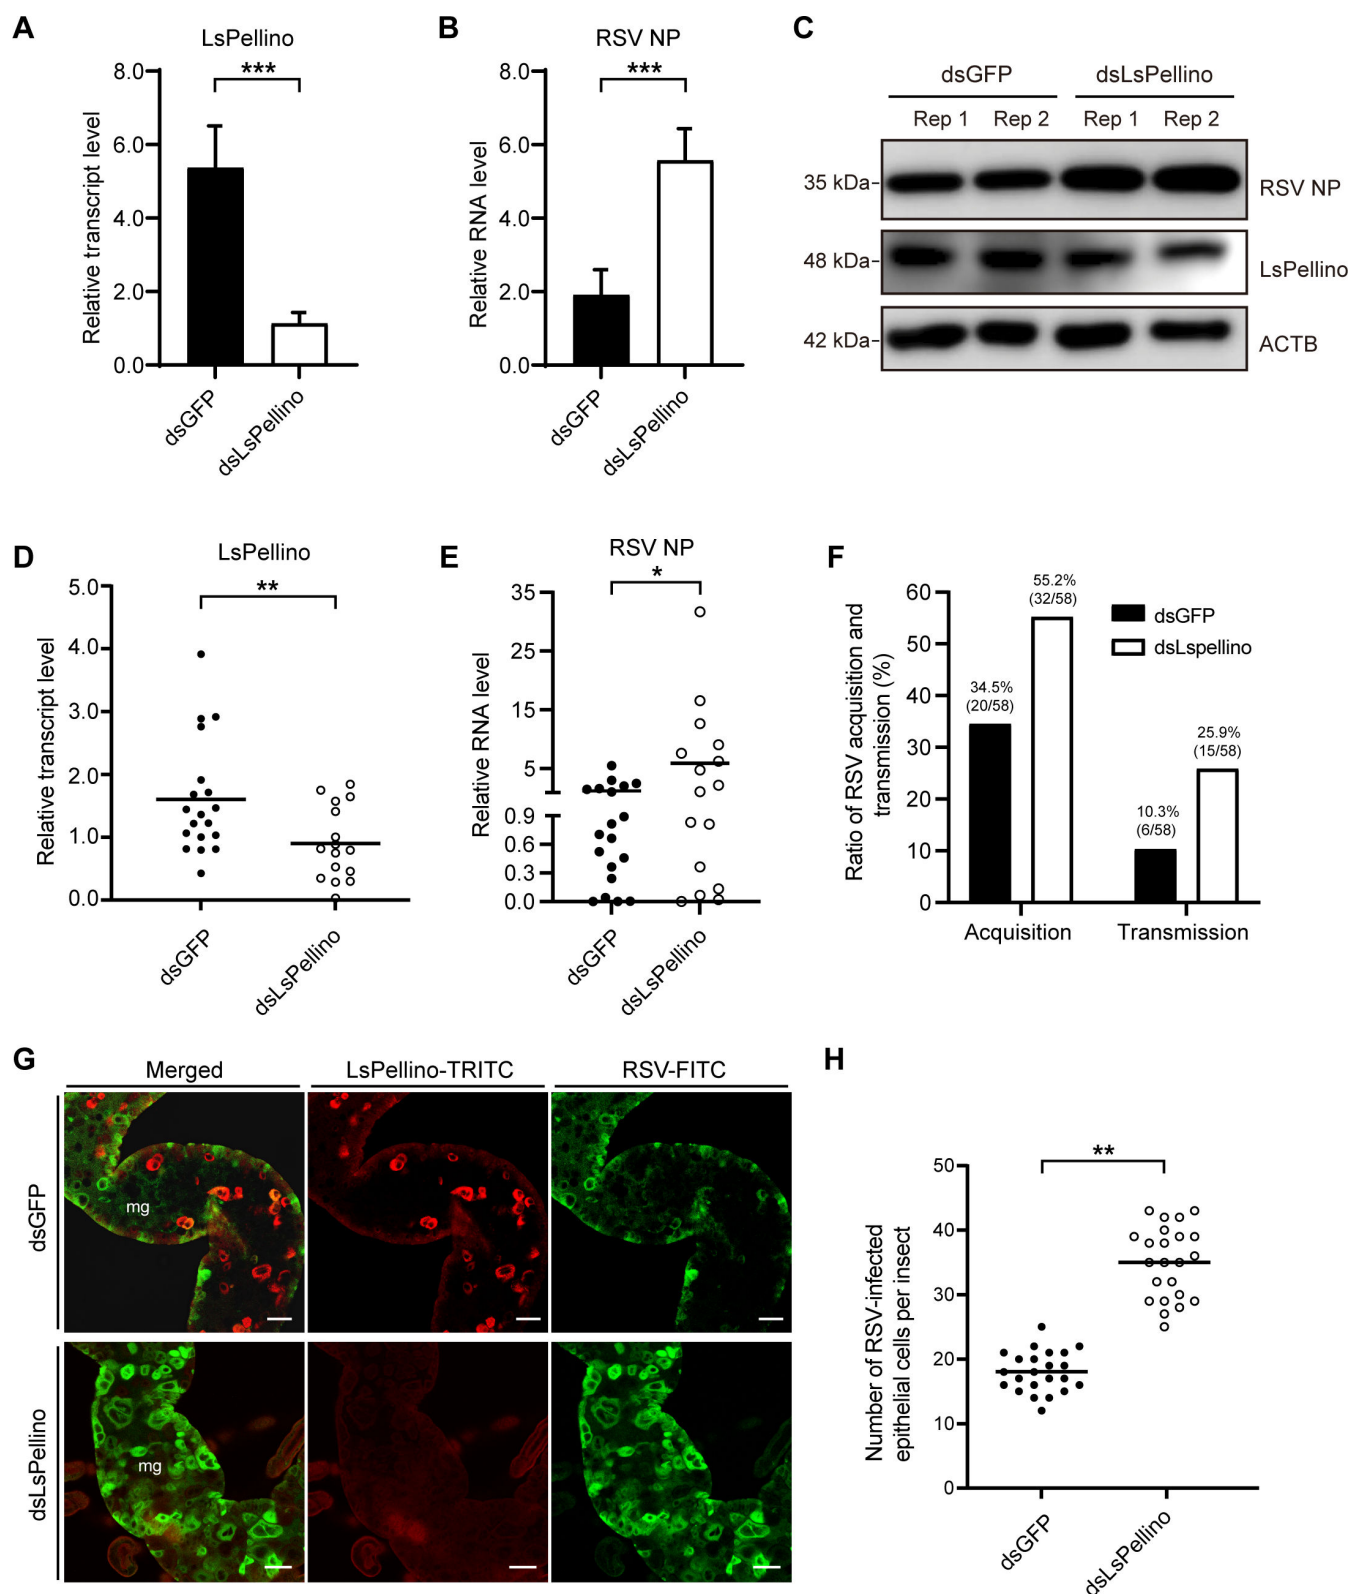 A
LsPellino
8.0
6.0
4.0
2.0
0.0
Relative transcript level
***
dsGFP
dsLsPellino
B
RSV NP
8.0
6.0
4.0
2.0
0.0
Relative RNA level
***
dsGFP
dsLsPellino
C
dsGFP
dsLsPellino
Rep 1
Rep 2
Rep 1
Rep 2
35 kDa-
RSV NP
48 kDa-
LsPellino
42 kDa-
ACTB
D
LsPellino
5.0
4.0
3.0
2.0
1.0
0.0
Relative transcript level
**
dsGFP
dsLsPellino
E
RSV NP
35
25
15
5
0.9
0.6
0.3
0.0
Relative RNA level
*
dsGFP
dsLsPellino
F
60
50
40
30
20
10
0
Ratio of RSV acquisition and
transmission (%)
34.5%
(20/58)
55.2%
(32/58)
10.3%
(6/58)
25.9%
(15/58)
dsGFP
dsLspellino
Acquisition
Transmission
G
Merged
LsPellino-TRITC
RSV-FITC
dsGFP
mg
dsLsPellino
mg
H
50
40
30
20
10
0
Number of RSV-infected
epithelial cells per insect
**
dsGFP
dsLsPellino